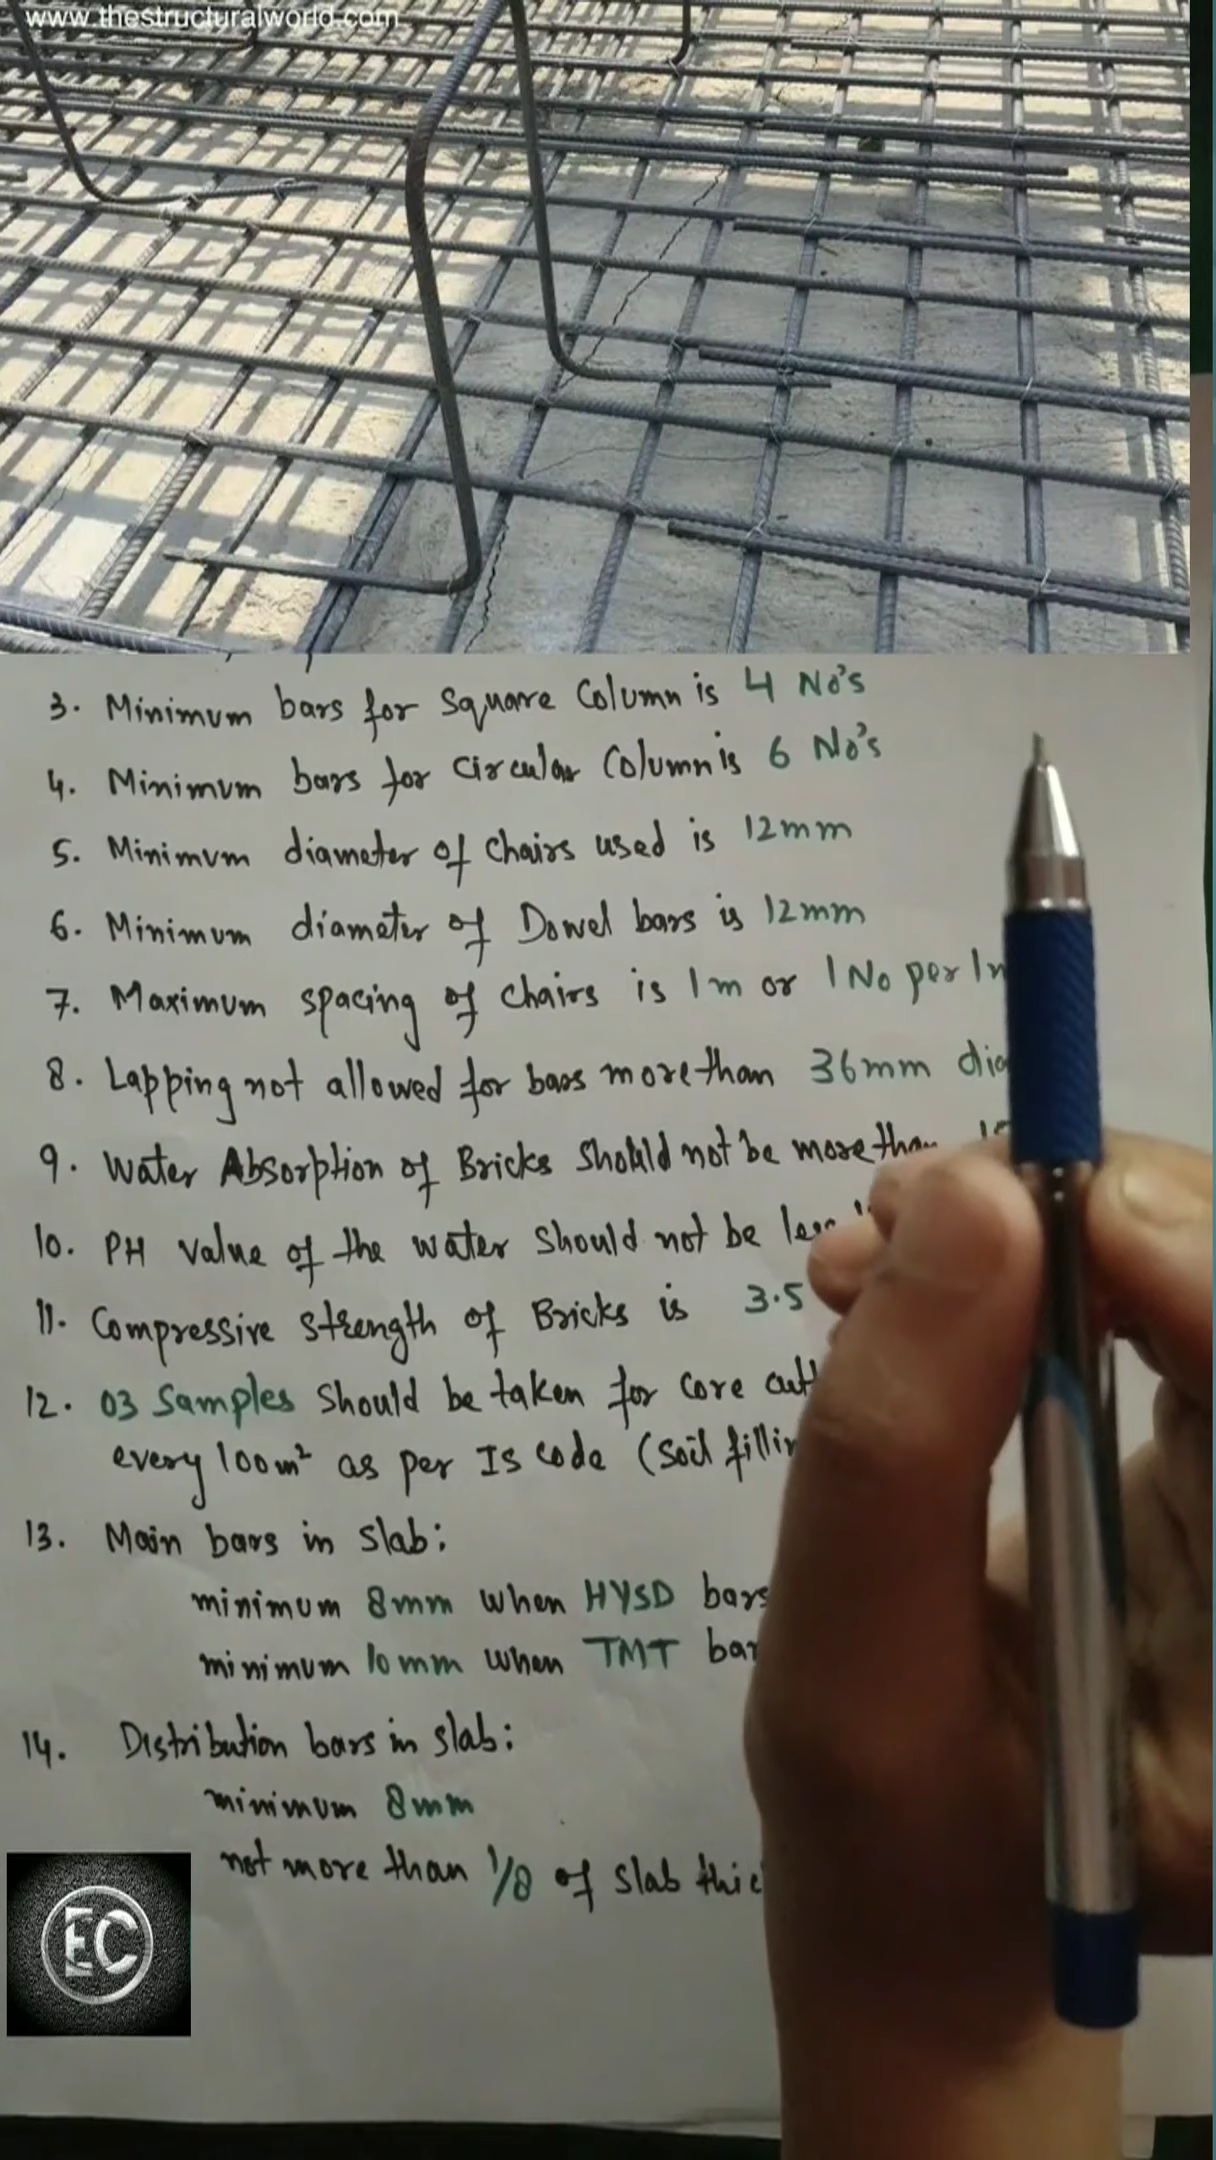 www.thestructuralworld.com
3. Minimum bars for Square Column is 4 No's
4. Minimum bars for Circular Column is 6 No's
5. Minimum diameter of Chairs used is 12mm
6. Minimum diameter of Dowel bars is 12mm
7. Maximum spacing of Chairs is 1m or 1 No per 1
8. Lapping not allowed for bars more than 36mm dia
9. Water Absorption of Bricks Should not be more than
10. PH value of the water should not be
11. Compressive strength of Bricks is 3.5
12. 03 Samples should be taken for core
every 100m² as per Is code (Soil
13. Main bars in slab:
minimum 8mm when HYSD bars
minimum 10mm when TMT
14. Distribution bars in slab:
minimum 8mm
not more than 1/8 of slab
EC